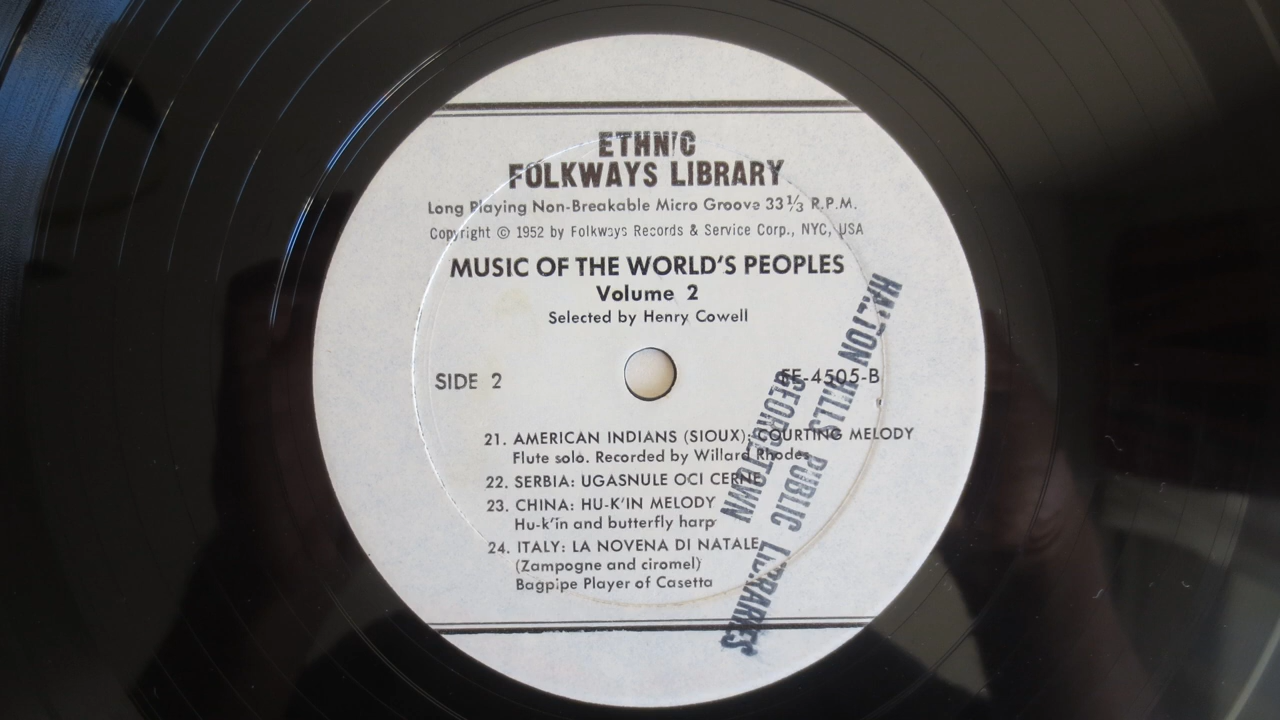 ETHNIC
FOLKWAYS LIBRARY
Long Playing Non-Breakable Micro Groove 33⅓ R.P.M.
Copyright © 1952 by Folkways Records & Service Corp., NYC, USA
MUSIC OF THE WORLD'S PEOPLES
Volume 2
Selected by Henry Cowell
SIDE 2
FE-4505-B
21. AMERICAN INDIANS (SIOUX): COURTING MELODY
Flute solo. Recorded by Willard Rhodes
22. SERBIA: UGASNULE OCI CERNE
23. CHINA: HU-K'IN MELODY
Hu-k'in and butterfly harp
24. ITALY: LA NOVENA DI NATALE
(Zampogne and ciromel)
Bagpipe Player of Casetta
HALTON HILLS PUBLIC LIBRARIES
GEORGETOWN